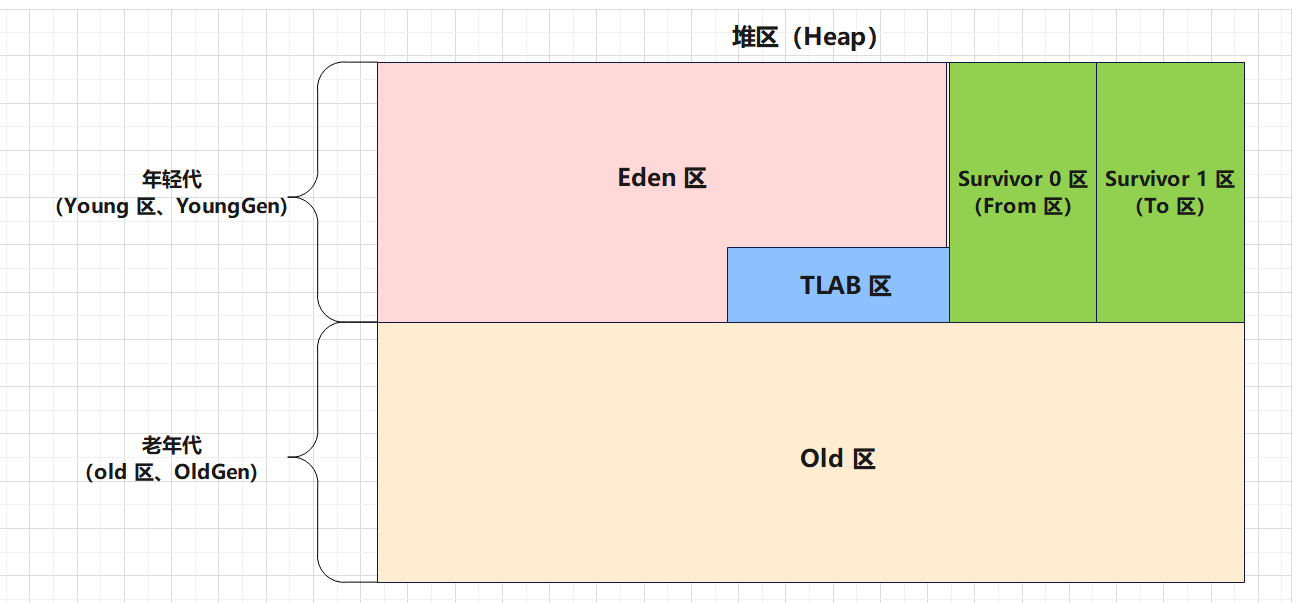 堆区（Heap）
年轻代
(Young 区、YoungGen)
Eden 区
Survivor 0 区
(From 区)
Survivor 1 区
(To 区)
TLAB 区
老年代
(old 区、OldGen)
Old 区